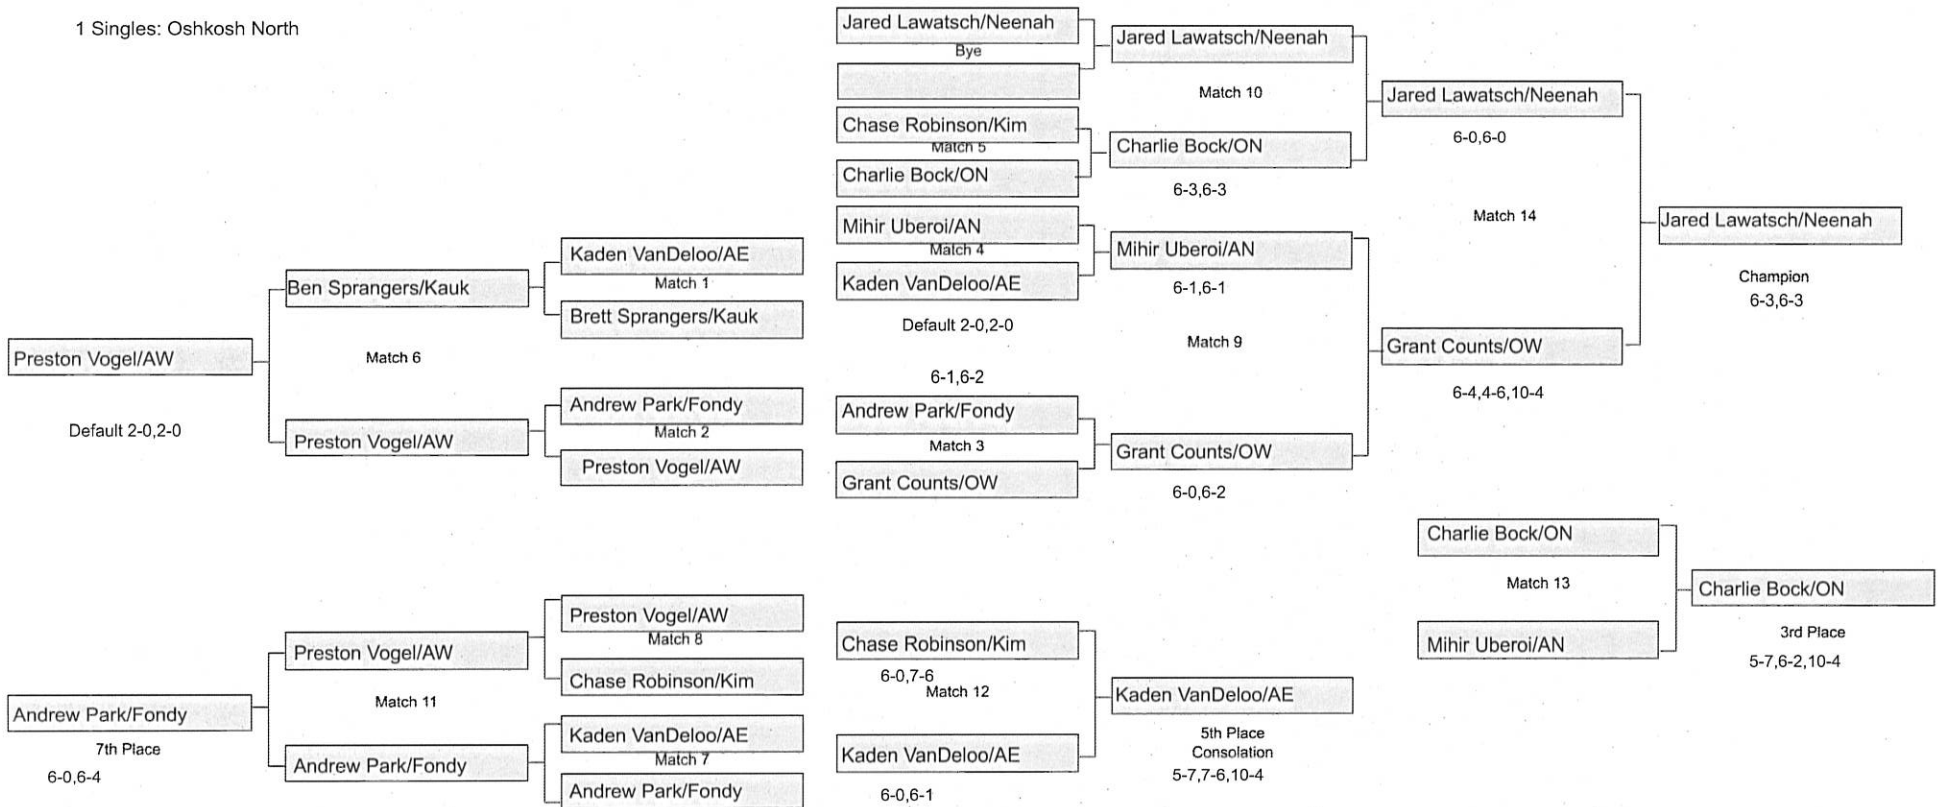 1 Singles: Oshkosh North
Jared Lawatsch/Neenah
Bye
Jared Lawatsch/Neenah
Match 10
Jared Lawatsch/Neenah
6-0,6-0
Chase Robinson/Kim
Match 5
Charlie Bock/ON
Charlie Bock/ON
6-3,6-3
Match 14
Jared Lawatsch/Neenah
Champion
6-3,6-3
Mihir Uberoi/AN
Match 4
Kaden VanDeloo/AE
Default 2-0,2-0
Mihir Uberoi/AN
6-1,6-1
Match 9
Grant Counts/OW
6-4,4-6,10-4
6-1,6-2
Andrew Park/Fondy
Match 3
Grant Counts/OW
Grant Counts/OW
6-0,6-2
Kaden VanDeloo/AE
Match 1
Brett Sprangers/Kauk
Ben Sprangers/Kauk
Match 6
Preston Vogel/AW
Default 2-0,2-0
Andrew Park/Fondy
Match 2
Preston Vogel/AW
Preston Vogel/AW
Charlie Bock/ON
Match 13
Mihir Uberoi/AN
Charlie Bock/ON
3rd Place
5-7,6-2,10-4
Preston Vogel/AW
Match 8
Chase Robinson/Kim
Preston Vogel/AW
Match 11
Andrew Park/Fondy
7th Place
6-0,6-4
Kaden VanDeloo/AE
Match 7
Andrew Park/Fondy
Andrew Park/Fondy
Chase Robinson/Kim
6-0,7-6
Match 12
Kaden VanDeloo/AE
6-0,6-1
Kaden VanDeloo/AE
5th Place
Consolation
5-7,7-6,10-4